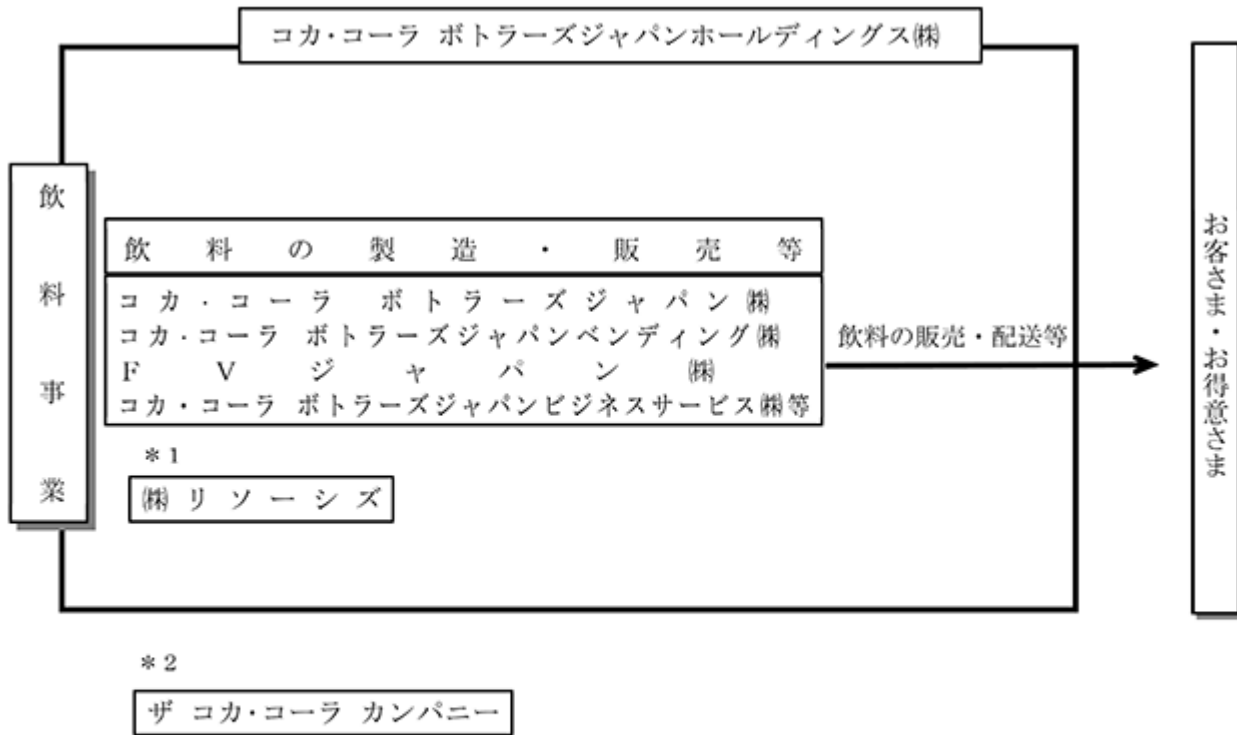 コカ・コーラ ボトラーズジャパンホールディングス㈱
飲料事業
飲料の製造・販売等
コカ・コーラ ボトラーズジャパン㈱
コカ・コーラ ボトラーズジャパンベンディング㈱
FVジャパン㈱
コカ・コーラ ボトラーズジャパンビジネスサービス㈱等
飲料の販売・配送等
お客さま・お得意さま
＊1
㈱リソーシズ
＊2
ザ コカ・コーラ カンパニー